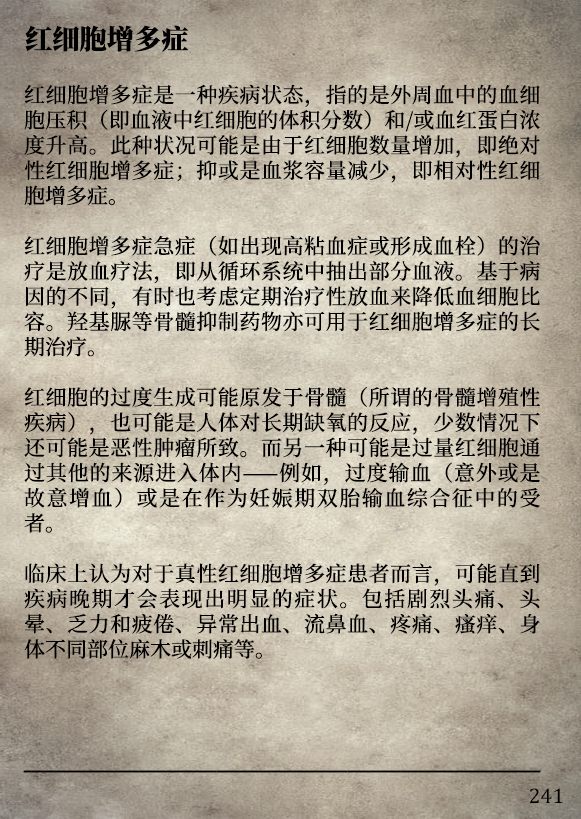 红细胞增多症
红细胞增多症是一种疾病状态，指的是外周血中的血细
胞压积（即血液中红细胞的体积分数）和/或血红蛋白浓
度升高。此种状况可能是由于红细胞数量增加，即绝对
性红细胞增多症；抑或是血浆容量减少，即相对性红细
胞增多症。
红细胞增多症急症（如出现高粘血症或形成血栓）的治
疗是放血疗法，即从循环系统中抽出部分血液。基于病
因的不同，有时也考虑定期治疗性放血来降低血细胞比
容。羟基脲等骨髓抑制药物亦可用于红细胞增多症的长
期治疗。
红细胞的过度生成可能原发于骨髓（所谓的骨髓增殖性
疾病），也可能是人体对长期缺氧的反应，少数情况下
还可能是恶性肿瘤所致。而另一种可能是过量红细胞通
过其他的来源进入体内——例如，过度输血（意外或是
故意增血）或是在作为妊娠期双胎输血综合征中的受
者。
临床上认为对于真性红细胞增多症患者而言，可能直到
疾病晚期才会表现出明显的症状。包括剧烈头痛、头
晕、乏力和疲倦、异常出血、流鼻血、疼痛、瘙痒、身
体不同部位麻木或刺痛等。
241